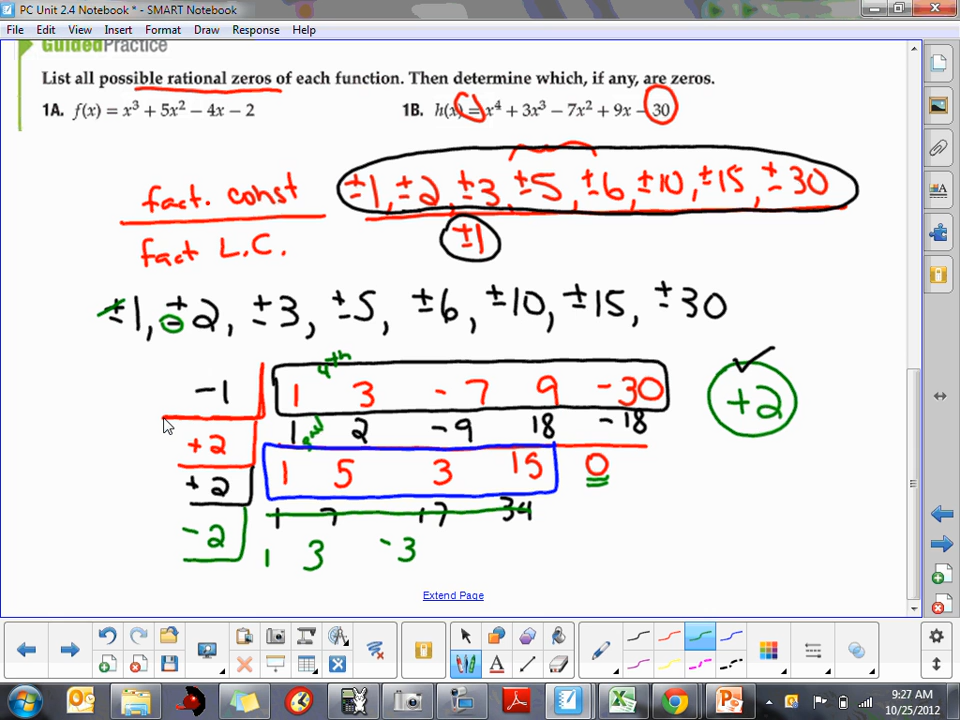 PC Unit 2.4 Notebook * - SMART Notebook
File Edit View Insert Format Draw Response Help
GuidedPractice
List all possible rational zeros of each function. Then determine which, if any, are zeros.
1A. f(x) = x³ + 5x² − 4x − 2 1B. h(x) = x⁴ + 3x³ − 7x² + 9x − 30
fact. const ±1, ±2, ±3, ±5, ±6, ±10, ±15, ±30
fact L.C. ±1
±1, ±2, ±3, ±5, ±6, ±10, ±15, ±30
4th
-1 1 3 -7 9 -30 +2
1 2 -9 18 -18
+2 1 5 3 15 0
+2 1 7 17 34
-2 1 3 -3
Extend Page
9:27 AM
10/25/2012